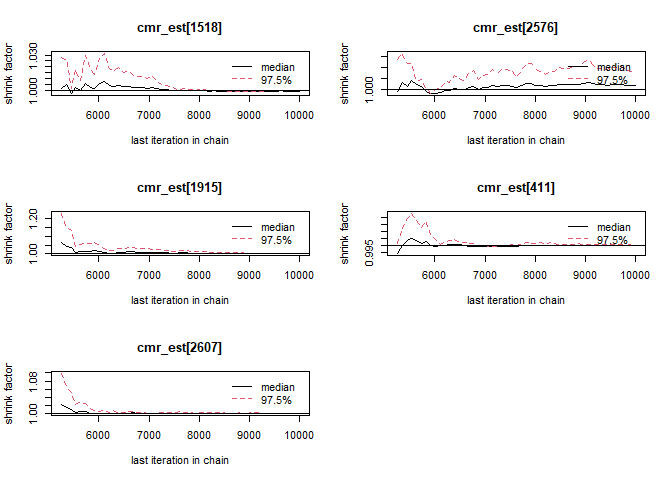 cmr_est[1518]
shrink factor
1.000 1.030
median
97.5%
6000 7000 8000 9000 10000
last iteration in chain
cmr_est[2576]
shrink factor
1.000
median
97.5%
6000 7000 8000 9000 10000
last iteration in chain
cmr_est[1915]
shrink factor
1.00 1.20
median
97.5%
6000 7000 8000 9000 10000
last iteration in chain
cmr_est[411]
shrink factor
0.995
median
97.5%
6000 7000 8000 9000 10000
last iteration in chain
cmr_est[2607]
shrink factor
1.00 1.08
median
97.5%
6000 7000 8000 9000 10000
last iteration in chain